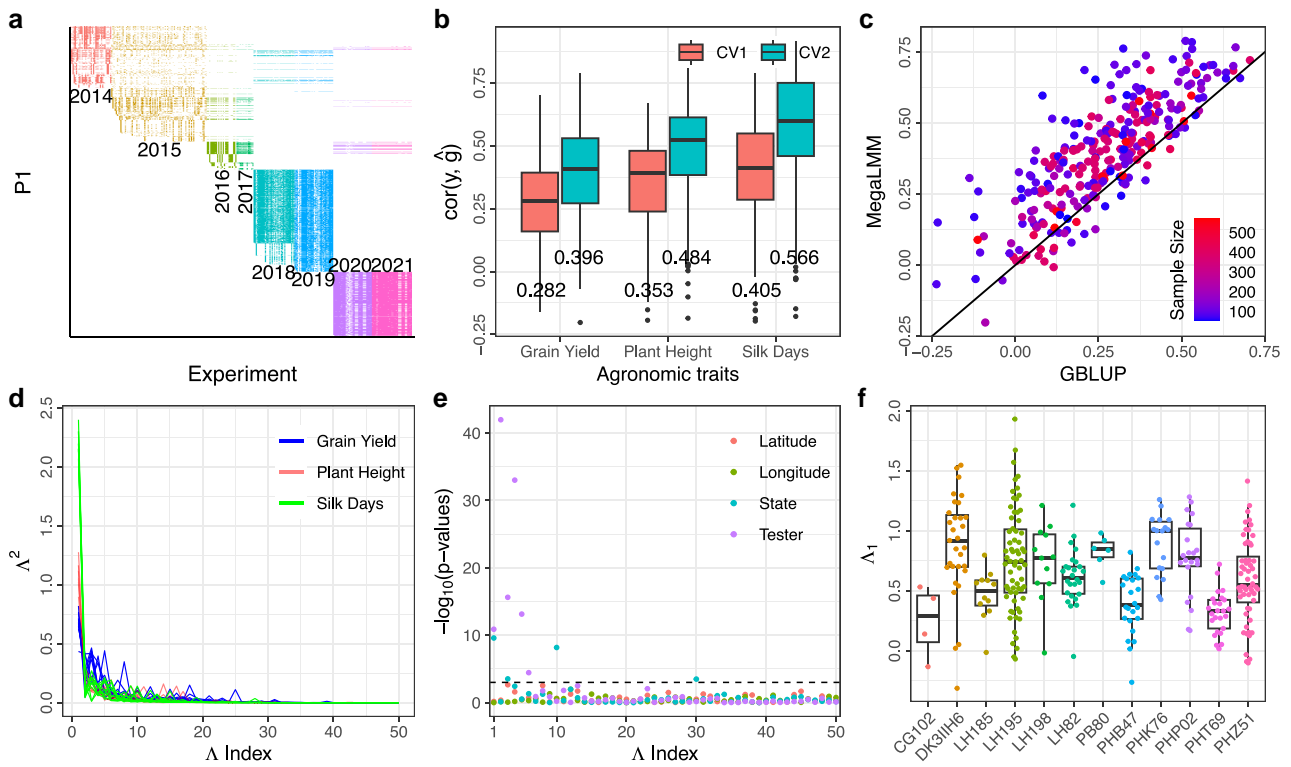 a
P1
2014
2015
2016
2017
2018
2019
2020
2021
Experiment
b
cor(y, ĝ)
CV1
CV2
0.75
0.50
0.25
0.00
−0.25
0.282
0.396
0.353
0.484
0.405
0.566
Grain Yield
Plant Height
Silk Days
Agronomic traits
c
MegaLMM
0.75
0.50
0.25
0.00
−0.25
Sample Size
500
400
300
200
100
−0.25
0.00
0.25
0.50
0.75
GBLUP
d
Λ²
2.5
2.0
1.5
1.0
0.5
0.0
Grain Yield
Plant Height
Silk Days
1
10
20
30
40
50
Λ Index
e
−log₁₀(p−values)
40
30
20
10
0
Latitude
Longitude
State
Tester
1
10
20
30
40
50
Λ Index
f
Λ₁
2.0
1.5
1.0
0.5
0.0
CG102
DK3IIH6
LH185
LH195
LH198
LH82
PB80
PHB47
PHK76
PHP02
PHT69
PHZ51